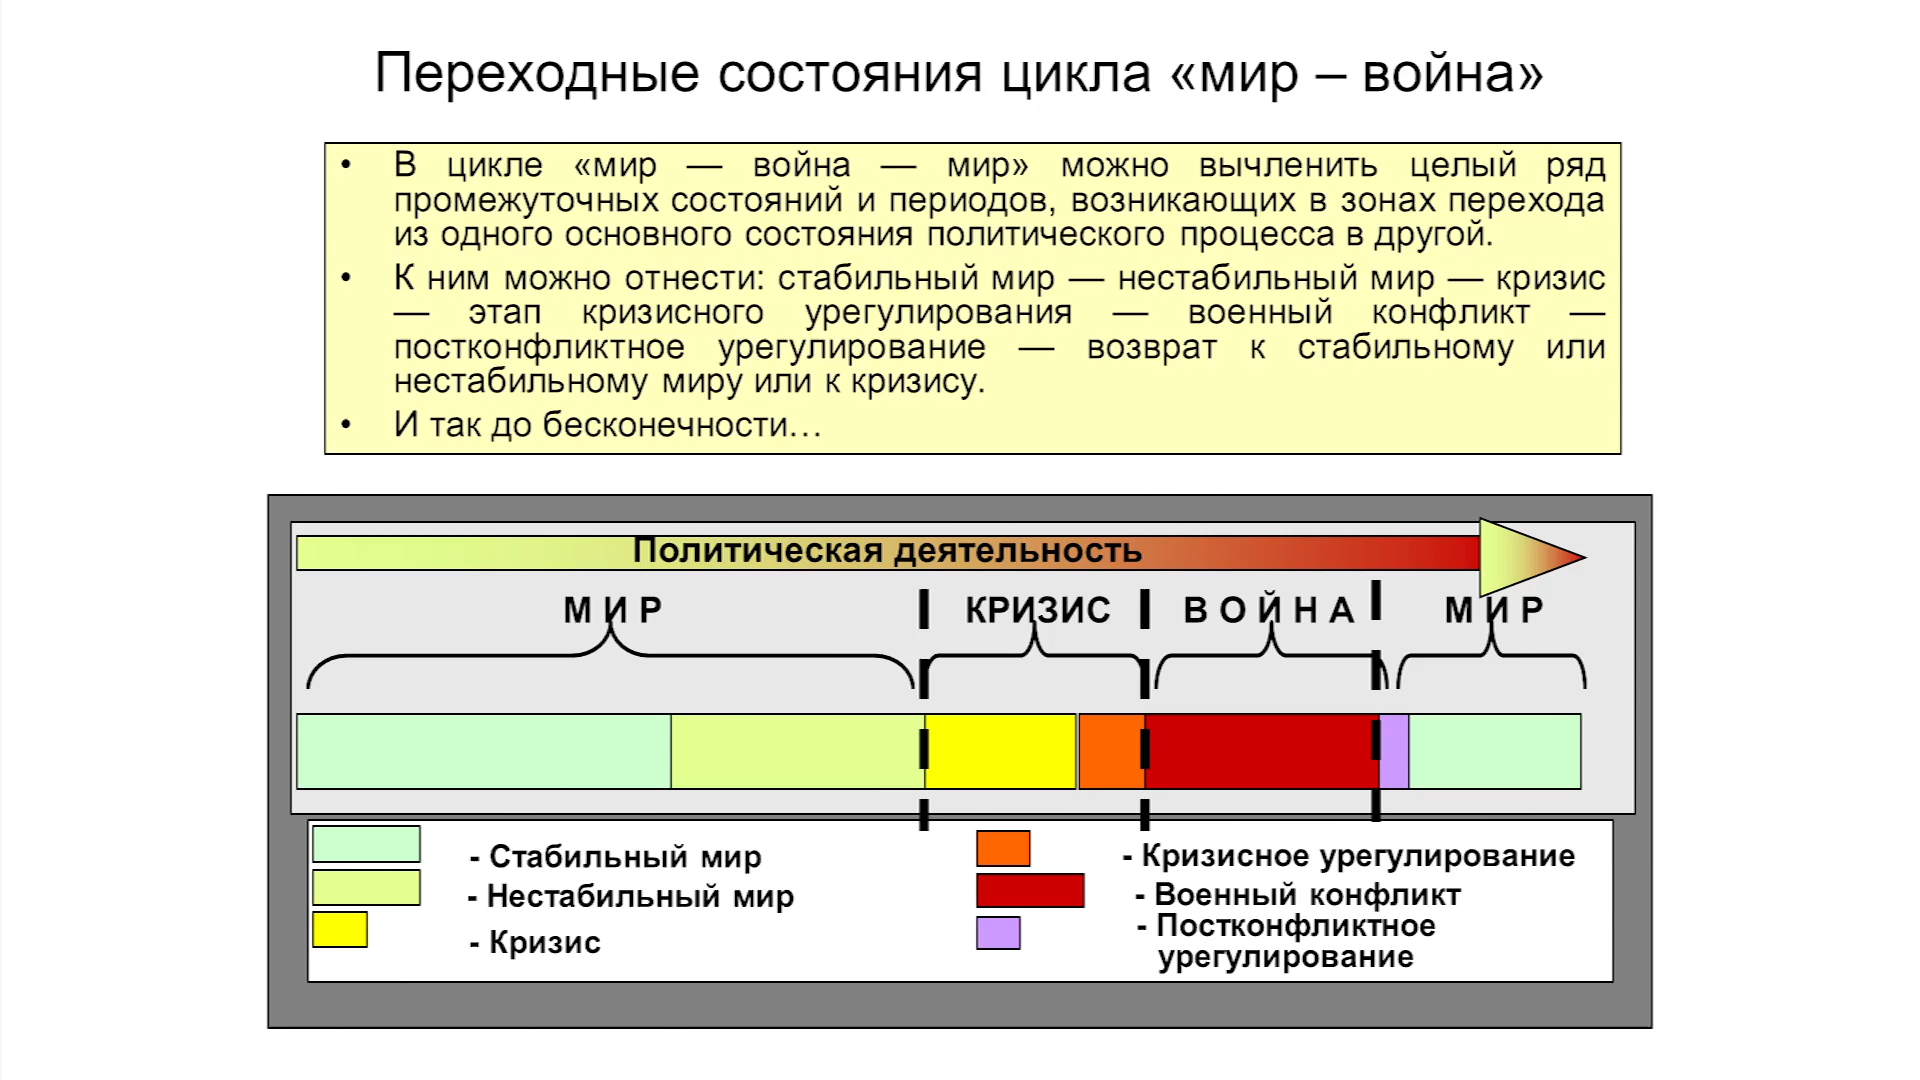 Переходные состояния цикла «мир – война»
• В цикле «мир — война — мир» можно вычленить целый ряд
промежуточных состояний и периодов, возникающих в зонах перехода
из одного основного состояния политического процесса в другой.
• К ним можно отнести: стабильный мир — нестабильный мир — кризис
— этап кризисного урегулирования — военный конфликт —
постконфликтное урегулирование — возврат к стабильному или
нестабильному миру или к кризису.
• И так до бесконечности…
Политическая деятельность
М И Р КРИЗИС В О Й Н А М И Р
- Стабильный мир
- Нестабильный мир
- Кризис
- Кризисное урегулирование
- Военный конфликт
- Постконфликтное
урегулирование